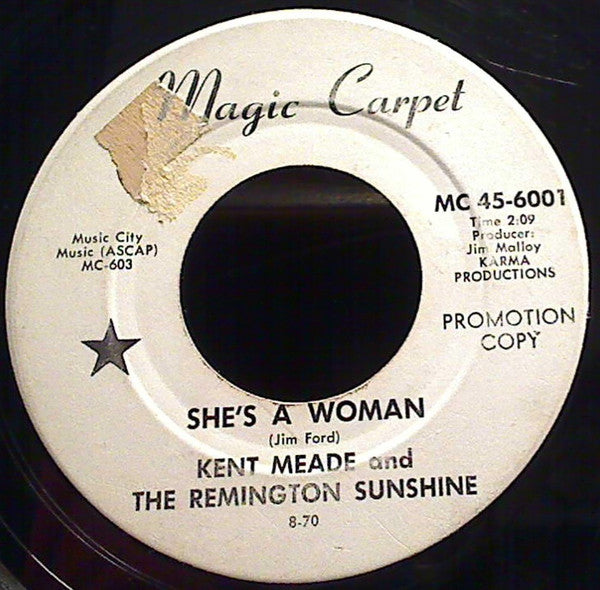 Magic Carpet
MC 45-6001
Time 2:09
Producer:
Jim Malloy
KARMA
PRODUCTIONS
Music City
Music (ASCAP)
MC-603
PROMOTION
COPY
SHE'S A WOMAN
(Jim Ford)
KENT MEADE and
THE REMINGTON SUNSHINE
8-70